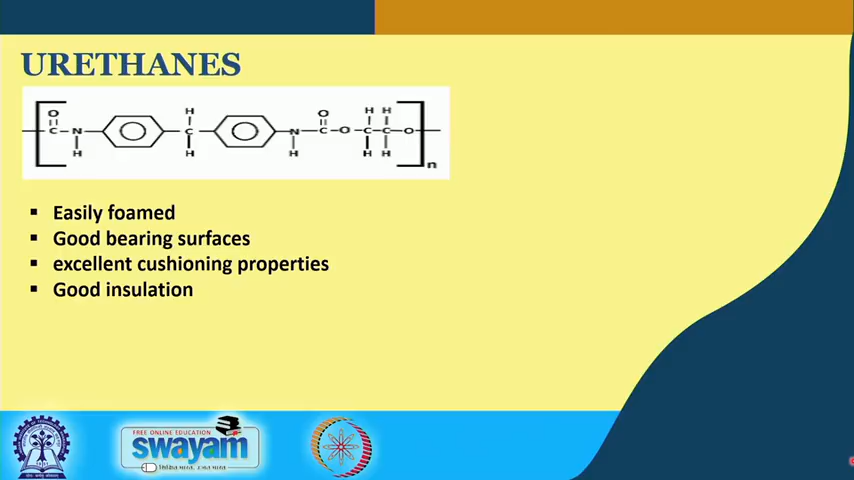 URETHANES
Easily foamed
Good bearing surfaces
excellent cushioning properties
Good insulation
FREE ONLINE EDUCATION
swayam